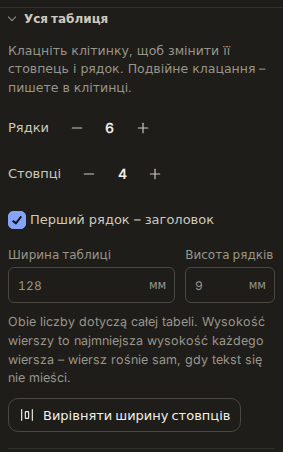 Уся таблиця
Клацніть клітинку, щоб змінити її
стовпець і рядок. Подвійне клацання –
пишете в клітинці.
Рядки − 6 +
Стовпці − 4 +
Перший рядок – заголовок
Ширина таблиці Висота рядків
128 мм 9 мм
Obie liczby dotyczą całej tabeli. Wysokość
wierszy to najmniejsza wysokość każdego
wiersza – wiersz rośnie sam, gdy tekst się
nie mieści.
Вирівняти ширину стовпців